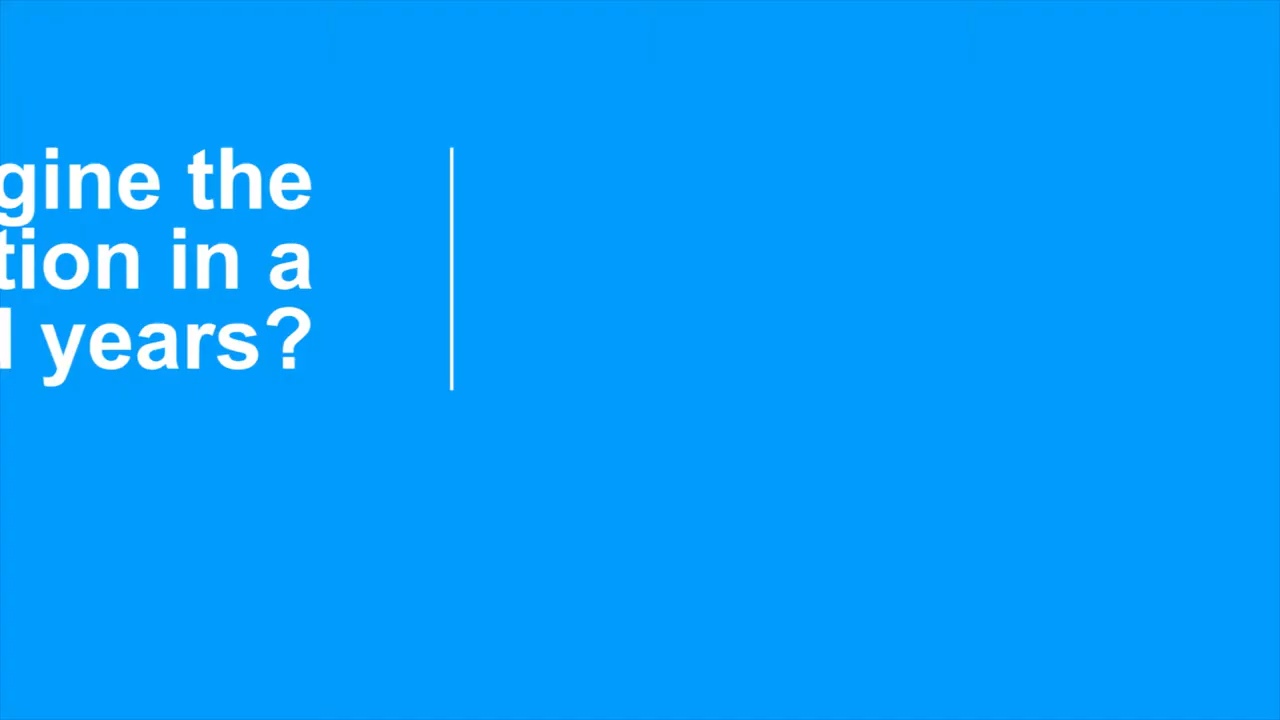 gine the
tion in a
years?